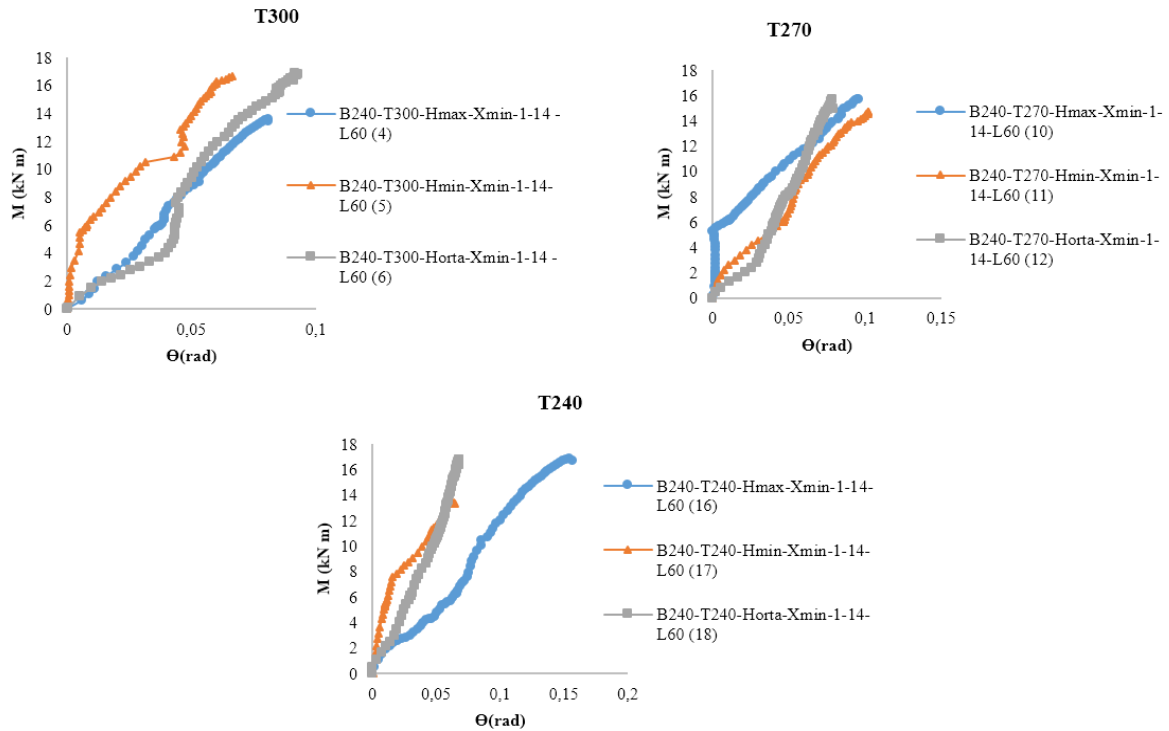 T300
18
16
14
12
10
8
6
4
2
0
M (kN m)
0
0,05
0,1
Ɵ(rad)
B240-T300-Hmax-Xmin-1-14 -
L60 (4)
B240-T300-Hmin-Xmin-1-14-
L60 (5)
B240-T300-Horta-Xmin-1-14 -
L60 (6)
T270
18
16
14
12
10
8
6
4
2
0
M (kN m)
0
0,05
0,1
0,15
Ɵ(rad)
B240-T270-Hmax-Xmin-1-
14-L60 (10)
B240-T270-Hmin-Xmin-1-
14-L60 (11)
B240-T270-Horta-Xmin-1-
14-L60 (12)
T240
18
16
14
12
10
8
6
4
2
0
M (kN m)
0
0,05
0,1
0,15
0,2
Ɵ(rad)
B240-T240-Hmax-Xmin-1-14-
L60 (16)
B240-T240-Hmin-Xmin-1-14-
L60 (17)
B240-T240-Horta-Xmin-1-14-
L60 (18)